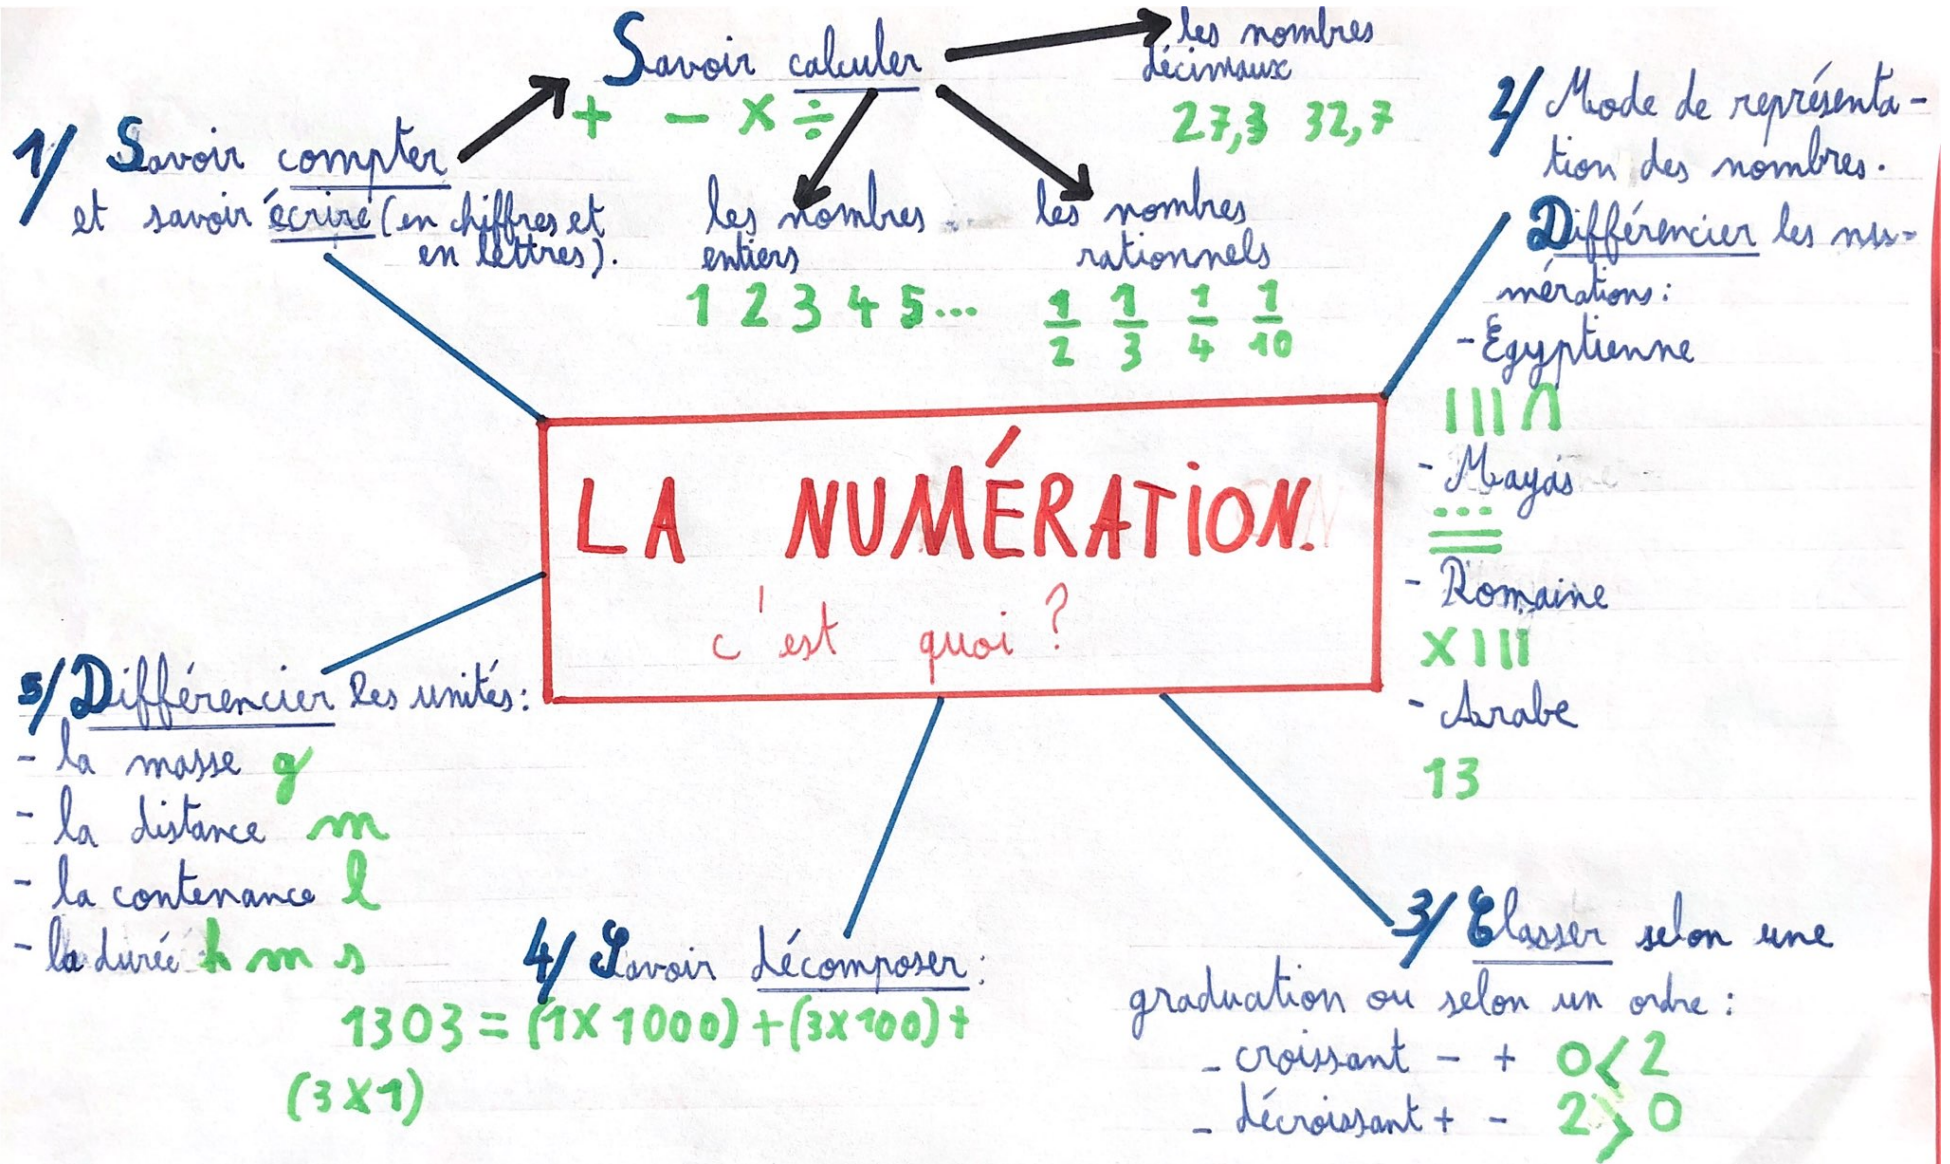 1/ Savoir compter
et savoir écrire (en chiffres et
en lettres).
Savoir calculer
+ - x ÷
les nombres
décimaux
27,3 32,7
les nombres
entiers
1 2 3 4 5...
les nombres
rationnels
1/2 1/3 1/4 1/10
2/ Mode de représenta-
tion des nombres.
Différencier les nu-
mérations:
- Egyptienne
III∩
- Mayas
- Romaine
XIII
- Arabe
13
LA NUMÉRATION.
c'est quoi ?
3/ Classer selon une
graduation ou selon un ordre :
- croissant - + 0<2
- décroissant + - 2>0
4/ Savoir décomposer :
1303 = (1x1000) + (3x100) +
(3x1)
5/ Différencier les unités :
- la masse g
- la distance m
- la contenance l
- la durée h m s